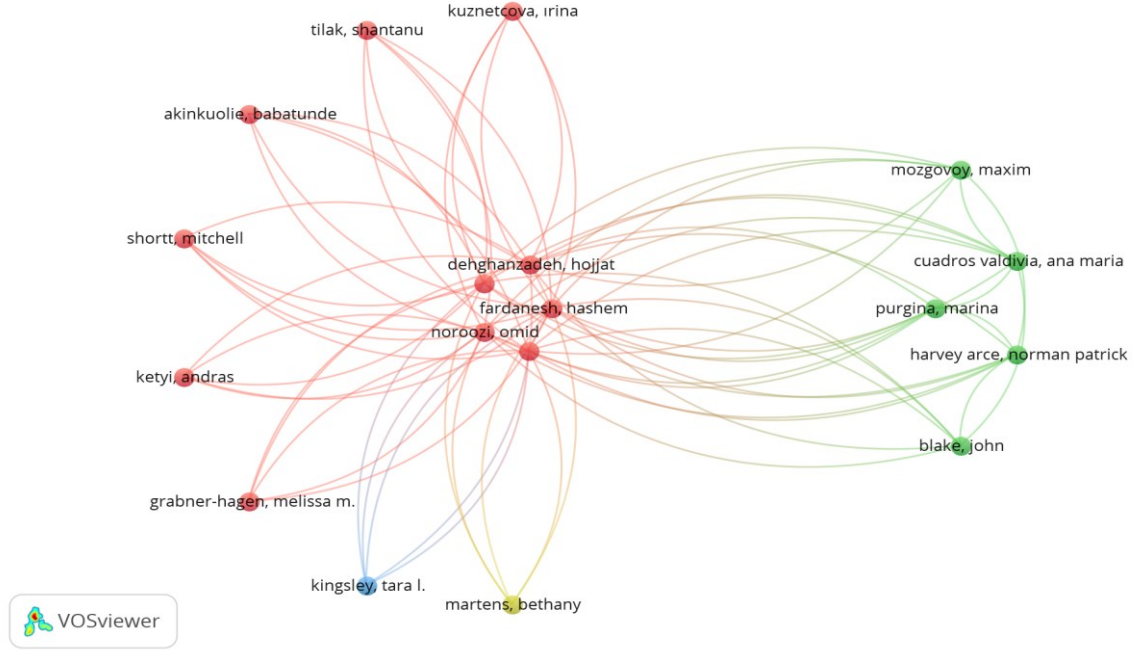 kuznetcova, irina
tilak, shantanu
akinkuolie, babatunde
mozgovoy, maxim
shortt, mitchell
cuadros valdivia, ana maria
dehghanzadeh, hojjat
purgina, marina
fardanesh, hashem
noroozi, omid
harvey arce, norman patrick
ketyi, andras
blake, john
grabner-hagen, melissa m.
kingsley, tara l.
martens, bethany
VOSviewer